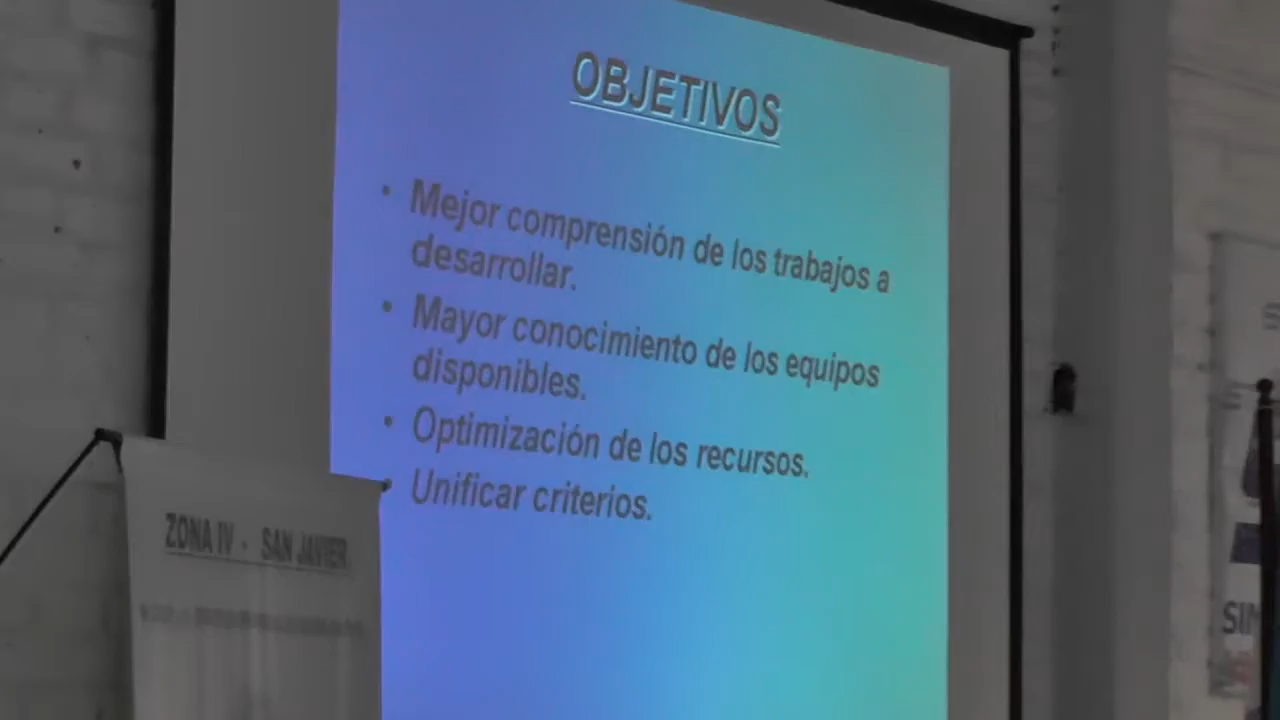 OBJETIVOS
• Mejor comprensión de los trabajos a
desarrollar.
• Mayor conocimiento de los equipos
disponibles.
• Optimización de los recursos.
• Unificar criterios.
ZONA IV - SAN JAVIER